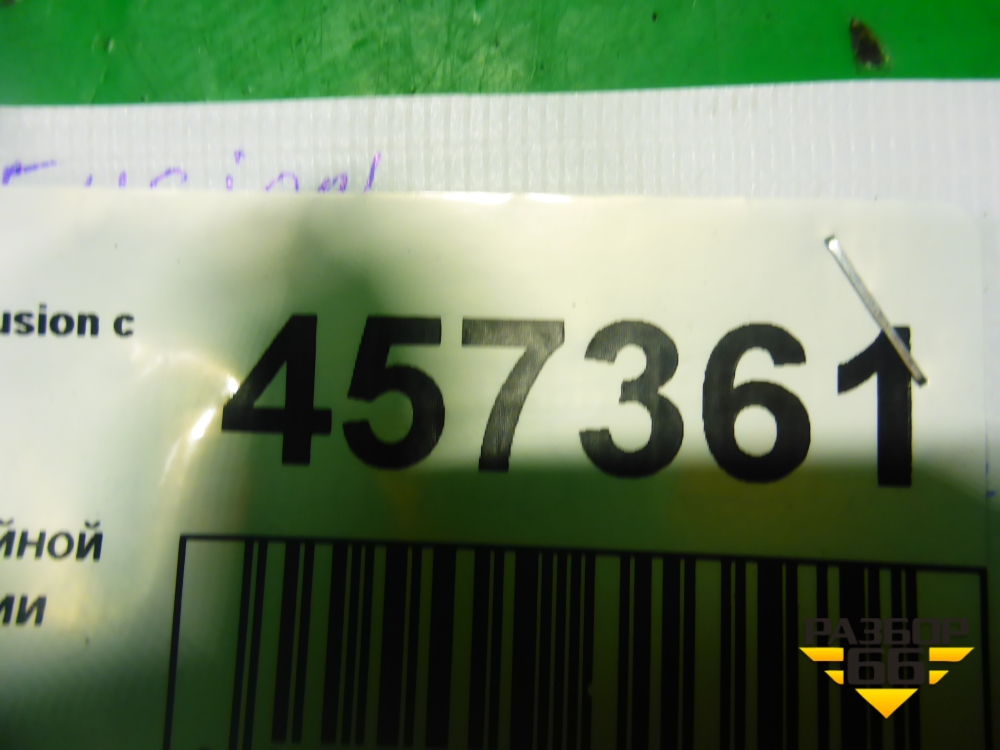 usion с
457361
йной
ии
РАЗБОР
66